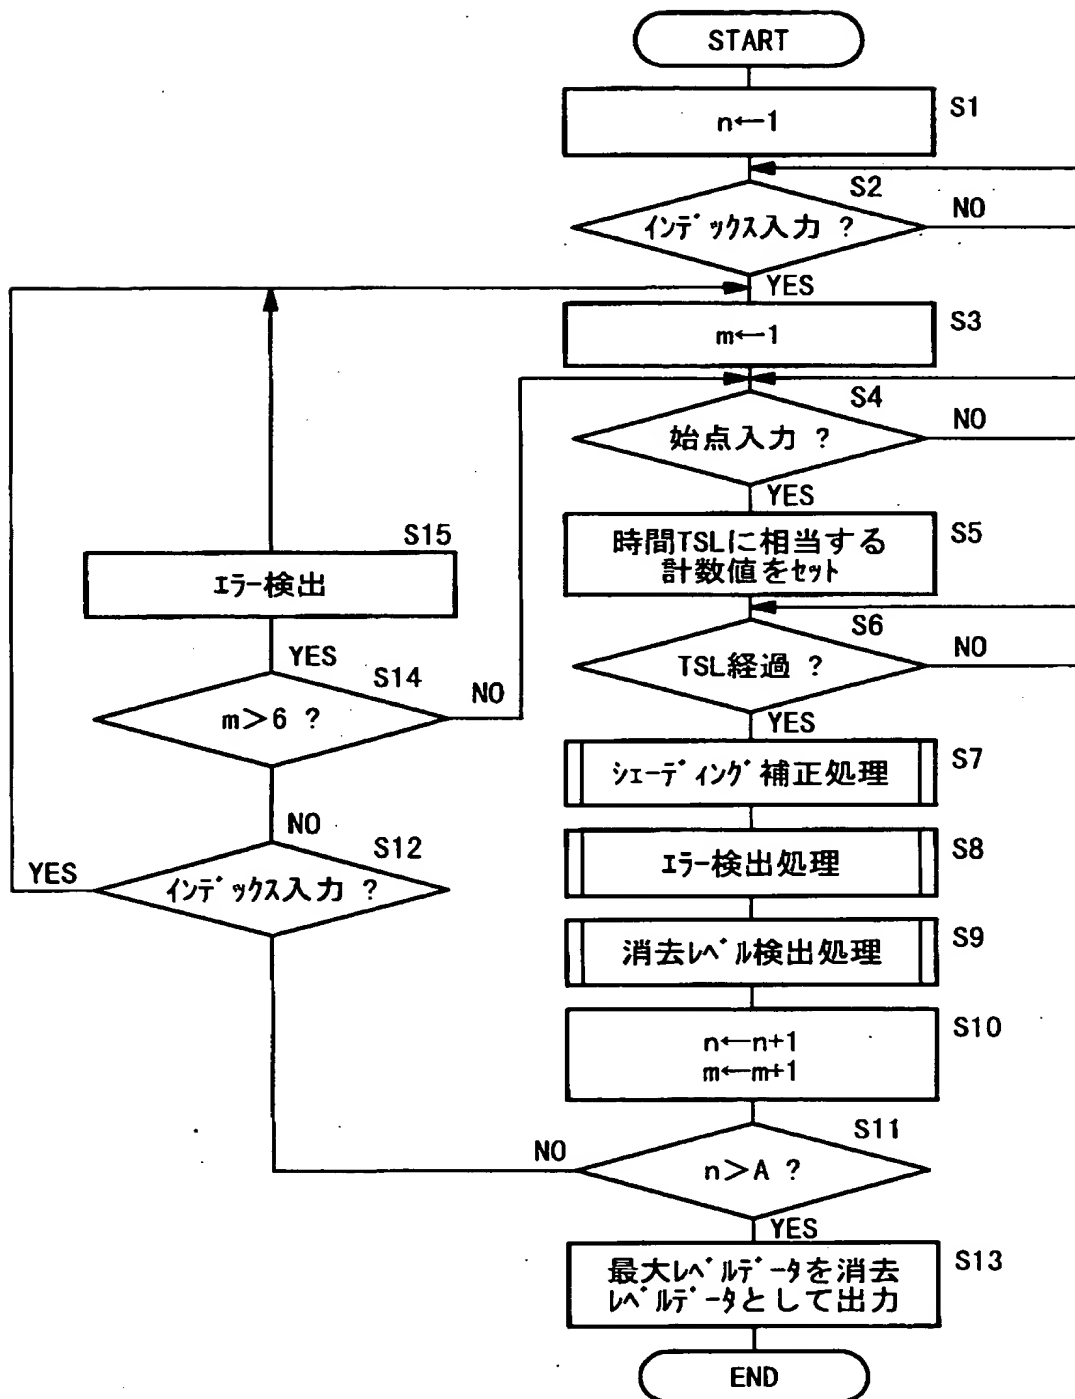 START
n←1
S1
S2
インデックス入力 ?
NO
YES
m←1
S3
S4
始点入力 ?
NO
YES
時間TSLに相当する
計数値をセット
S5
S6
TSL経過 ?
NO
YES
シェーディング補正処理
S7
エラー検出処理
S8
消去レベル検出処理
S9
n←n+1
m←m+1
S10
S11
n>A ?
NO
YES
最大レベルデータを消去
レベルデータとして出力
S13
END
S15
エラー検出
YES
S14
m>6 ?
NO
NO
S12
インデックス入力 ?
YES